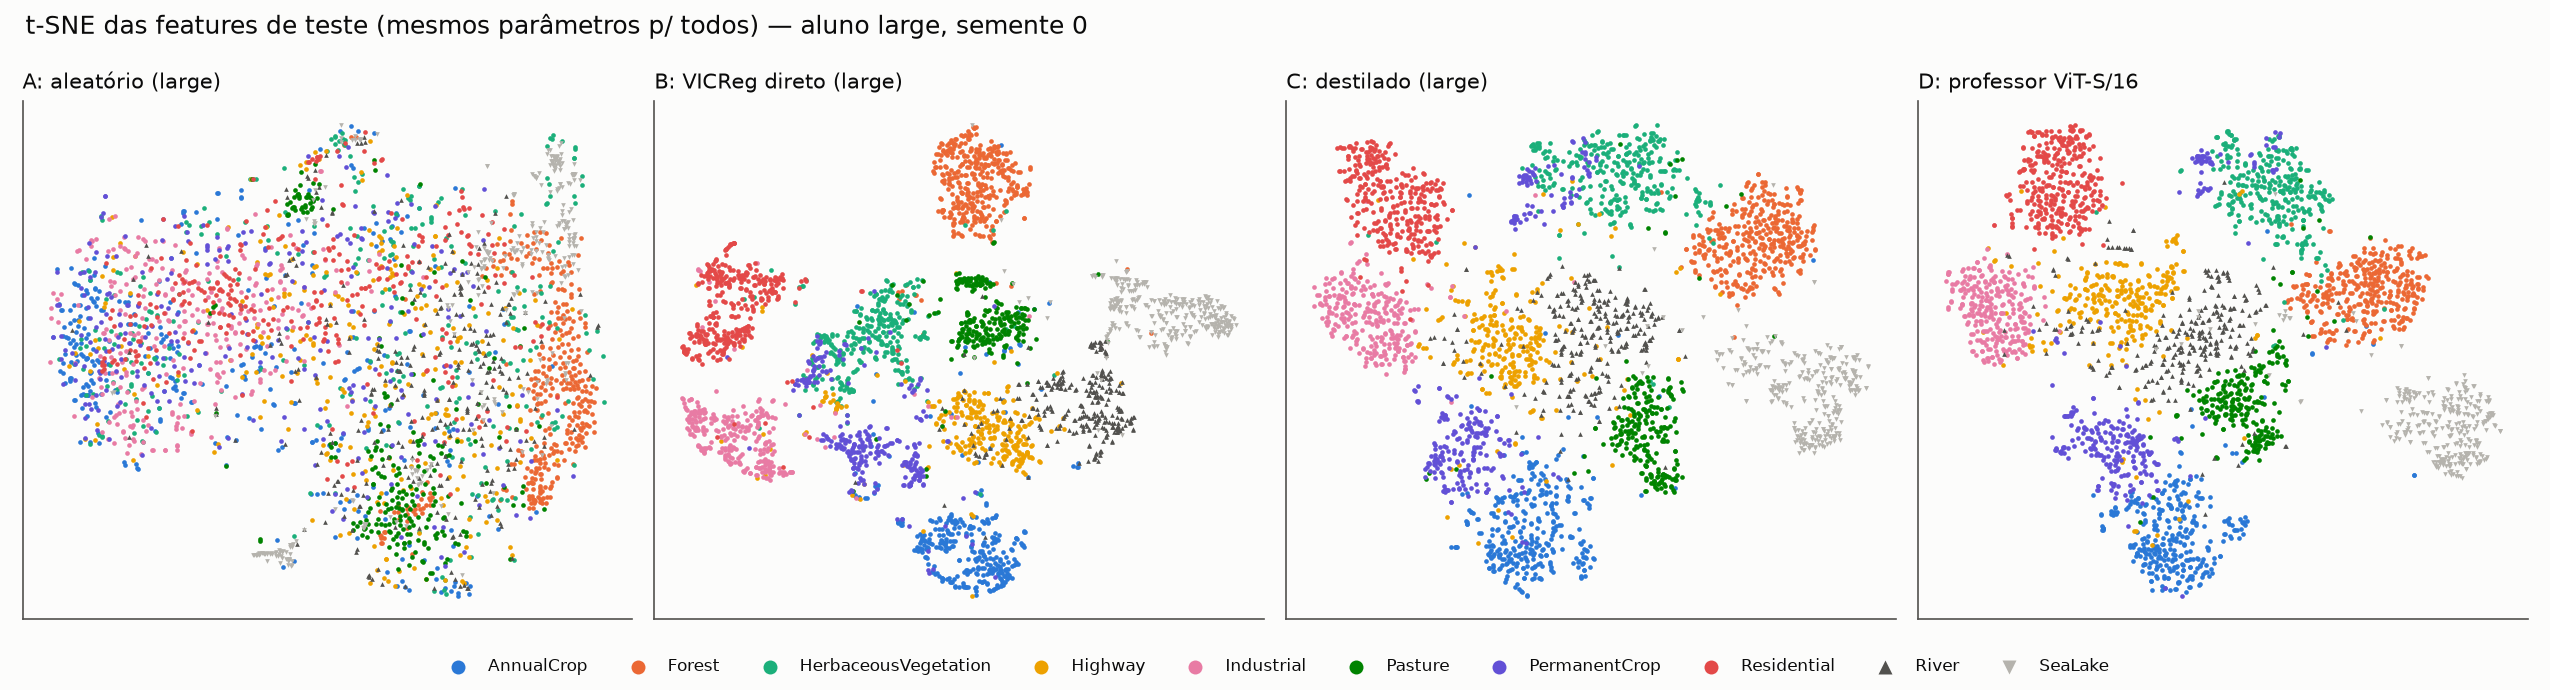 t-SNE das features de teste (mesmos parâmetros p/ todos) — aluno large, semente 0
A: aleatório (large)
B: VICReg direto (large)
C: destilado (large)
D: professor ViT-S/16
AnnualCrop
Forest
HerbaceousVegetation
Highway
Industrial
Pasture
PermanentCrop
Residential
River
SeaLake